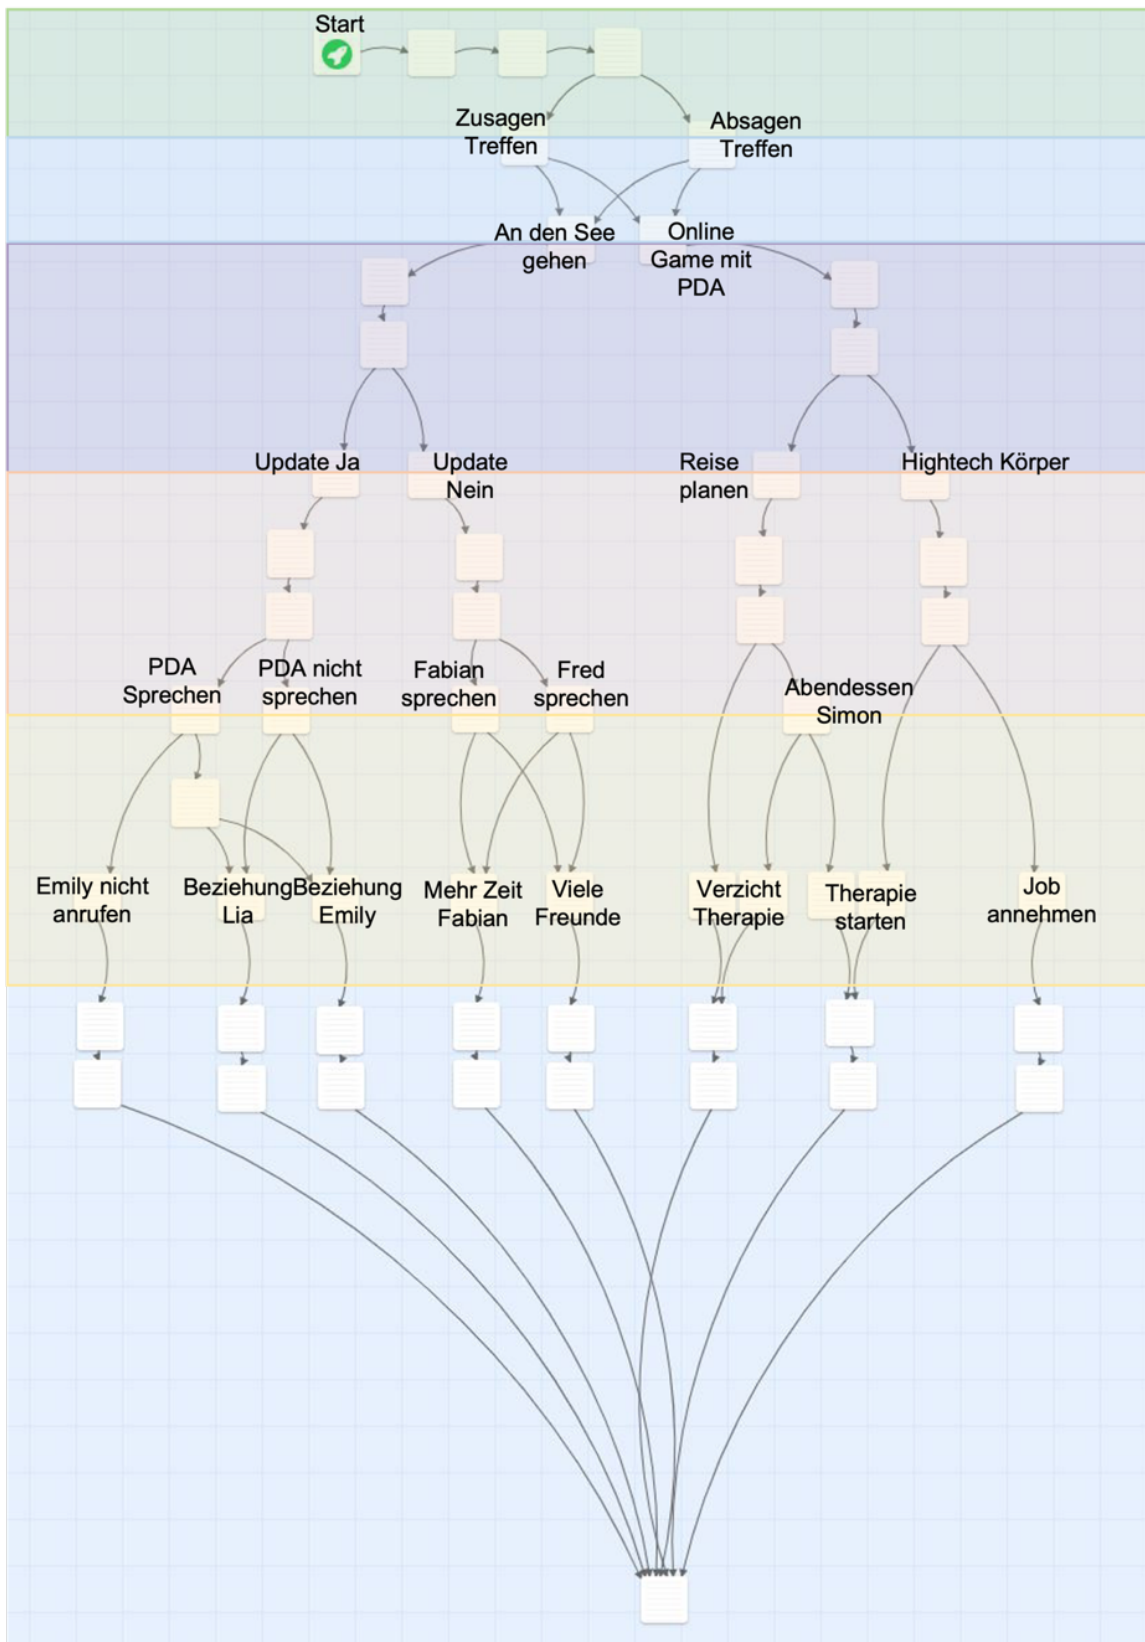 Start
Zusagen
Treffen
Absagen
Treffen
An den See
gehen
Online
Game mit
PDA
Update Ja
Update
Nein
Reise
planen
Hightech Körper
PDA
Sprechen
PDA nicht
sprechen
Fabian
sprechen
Fred
sprechen
Abendessen
Simon
Emily nicht
anrufen
Beziehung
Lia
Beziehung
Emily
Mehr Zeit
Fabian
Viele
Freunde
Verzicht
Therapie
Therapie
starten
Job
annehmen